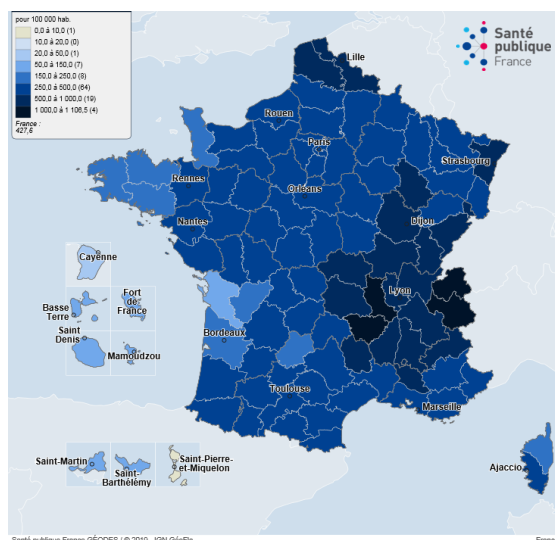 pour 100 000 hab.
0,0 à 10,0 (1)
10,0 à 20,0 (0)
20,0 à 50,0 (1)
50,0 à 150,0 (7)
150,0 à 250,0 (8)
250,0 à 500,0 (64)
500,0 à 1 000,0 (19)
1 000,0 à 1 106,5 (4)
France :
427,6
Santé
publique
France
Lille
Rouen
Paris
Strasbourg
Rennes
Orléans
Nantes
Dijon
Cayenne
Lyon
Basse
Terre
Fort
de
France
Saint
Denis
Mamoudzou
Bordeaux
Toulouse
Marseille
Saint-Martin
Saint-
Barthélémy
Saint-Pierre-
et-Miquelon
Ajaccio